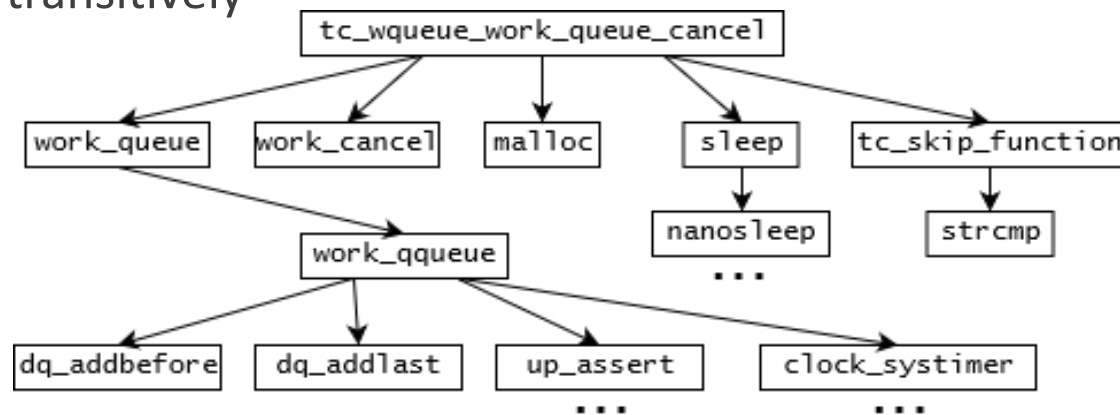 transitively
tc_wqueue_work_queue_cancel
work_queue work_cancel malloc sleep tc_skip_function
nanosleep strcmp
work_qqueue
...
dq_addbefore dq_addlast up_assert clock_systimer
... ...